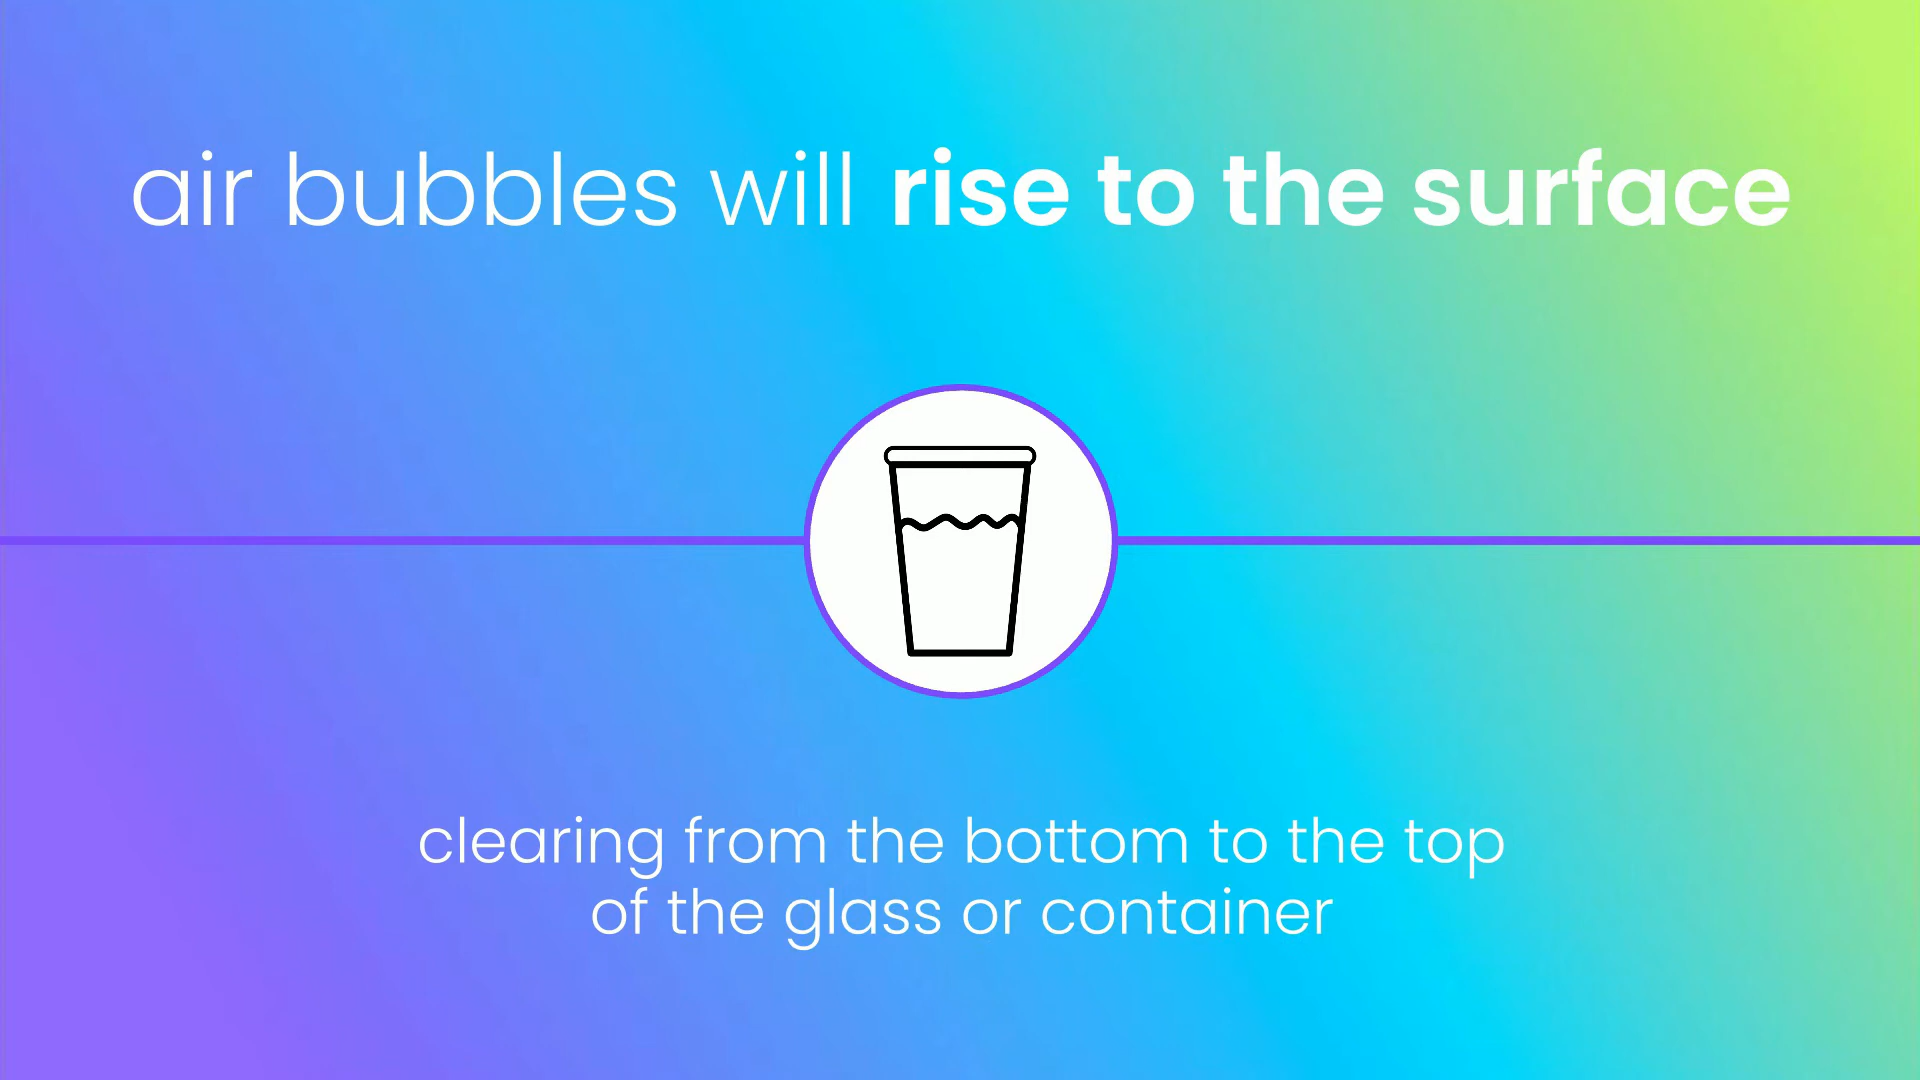 air bubbles will rise to the surface
clearing from the bottom to the top
of the glass or container